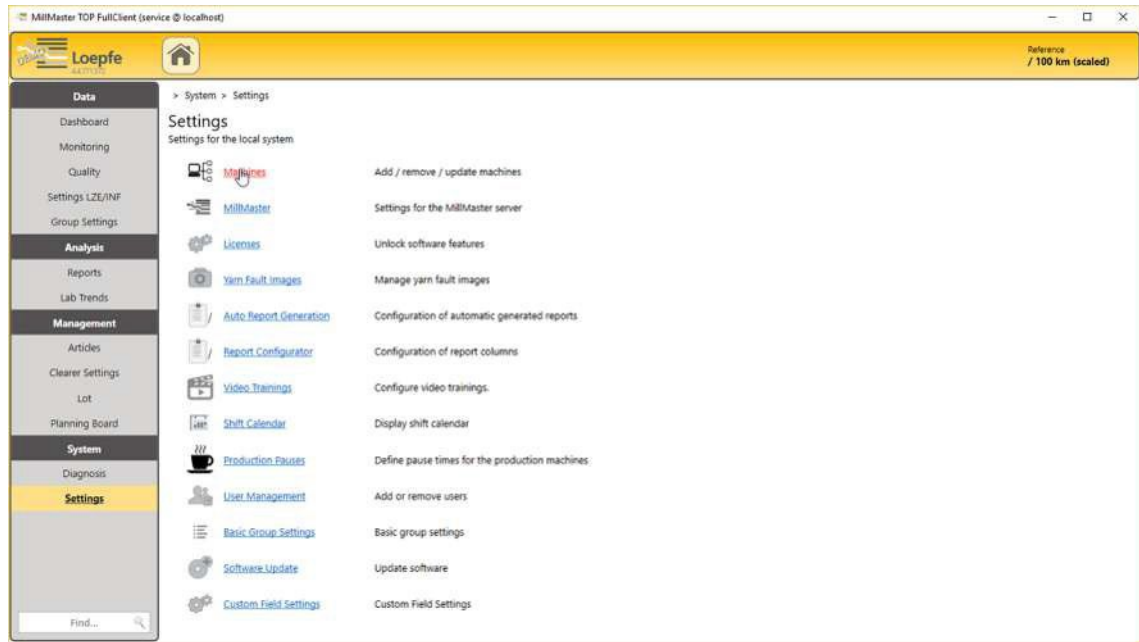 MillMaster TOP FullClient (service @ localhost)
Loepfe
Reference
/ 100 km (scaled)
Data
Dashboard
Monitoring
Quality
Settings LZE/INF
Group Settings
Analysis
Reports
Lab Trends
Management
Articles
Clearer Settings
Lot
Planning Board
System
Diagnosis
Settings
Find...
> System > Settings
Settings
Settings for the local system
Machines Add / remove / update machines
MillMaster Settings for the MillMaster server
Licenses Unlock software features
Yarn Fault Images Manage yarn fault images
Auto Report Generation Configuration of automatic generated reports
Report Configurator Configuration of report columns
Video Trainings Configure video trainings.
Shift Calendar Display shift calendar
Production Pauses Define pause times for the production machines
User Management Add or remove users
Basic Group Settings Basic group settings
Software Update Update software
Custom Field Settings Custom Field Settings